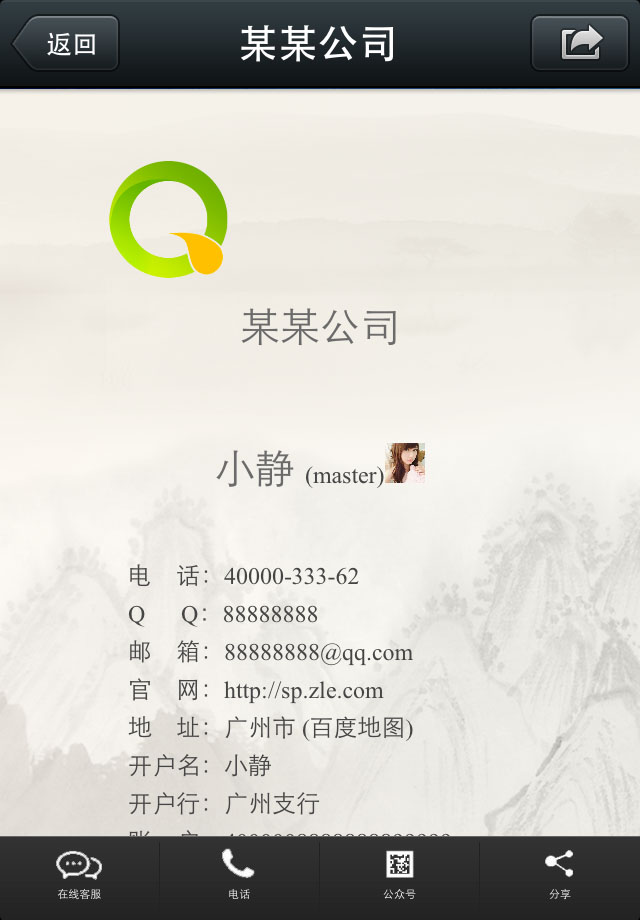 返回
某某公司
某某公司
小静 (master)
电 话：40000-333-62
Q Q：88888888
邮 箱：88888888@qq.com
官 网：http://sp.zle.com
地 址：广州市 (百度地图)
开户名：小静
开户行：广州支行
在线客服
电话
公众号
分享